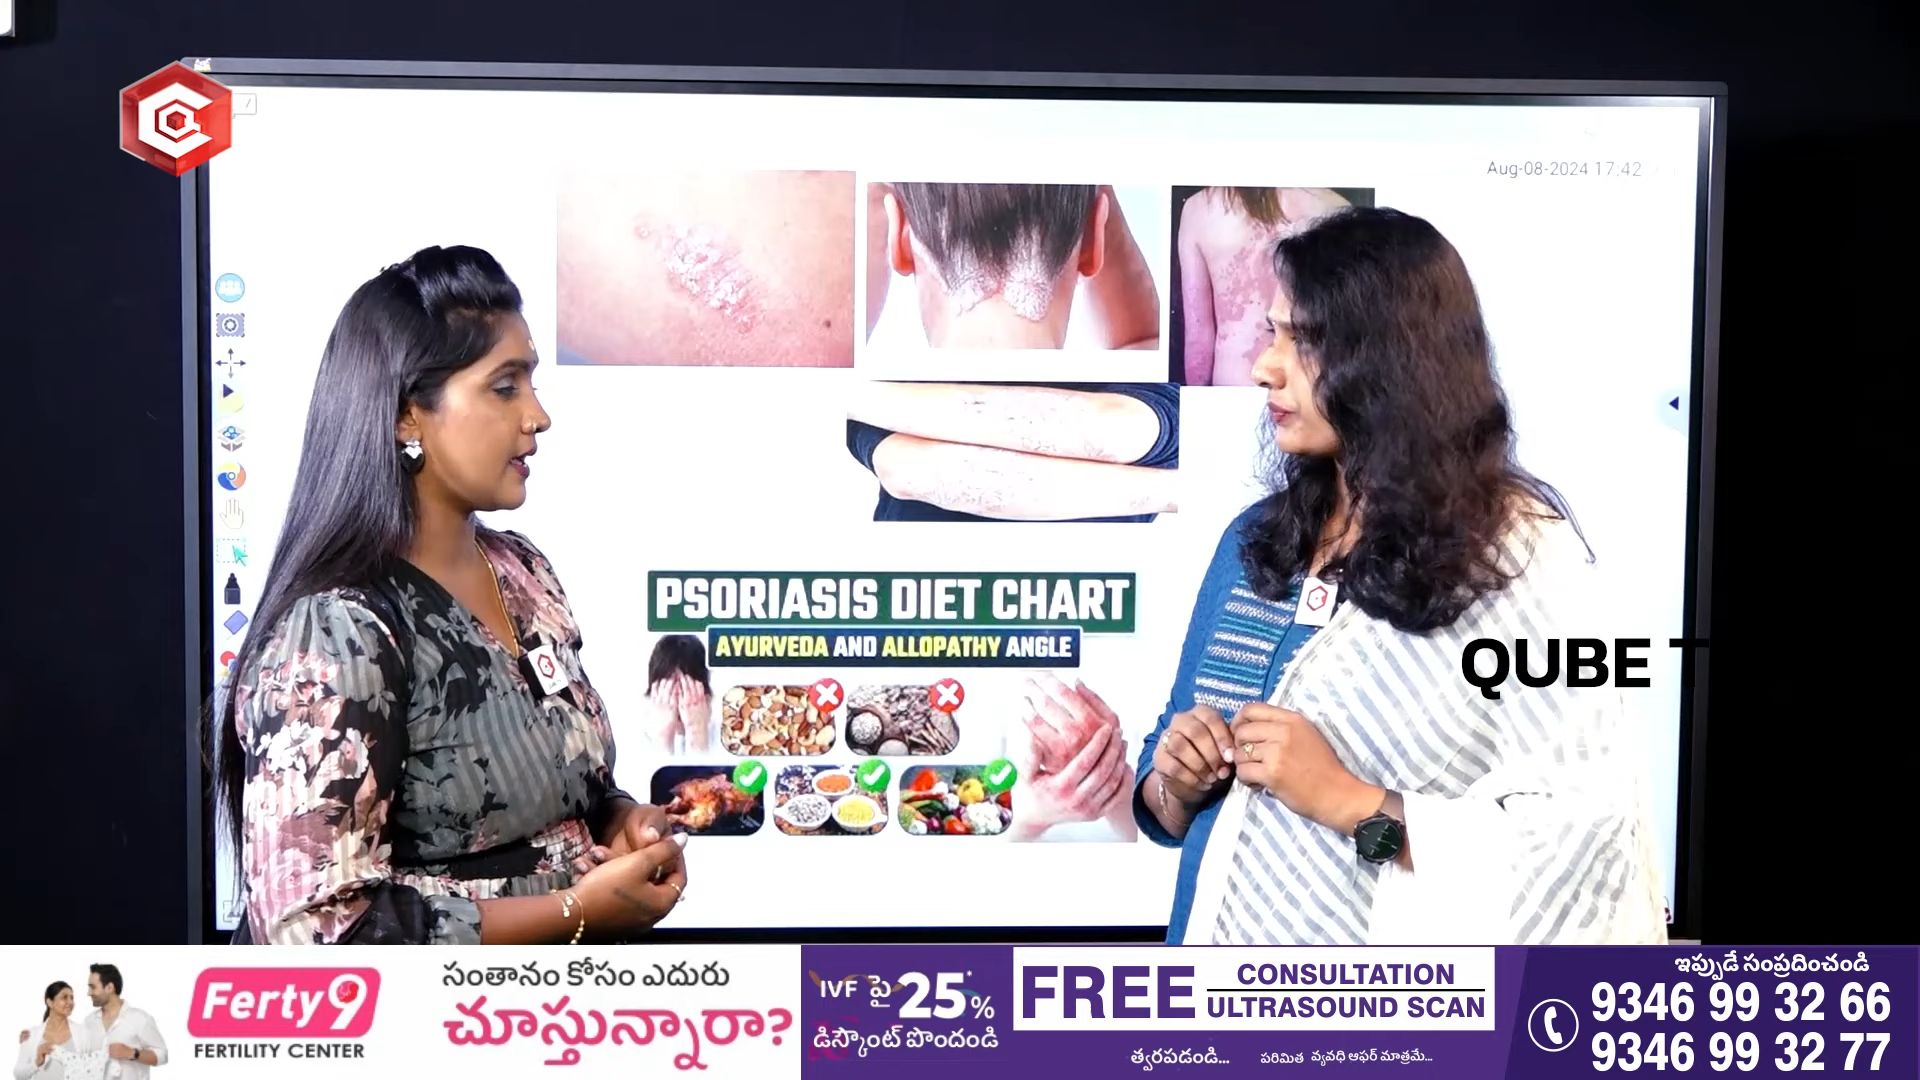 Aug-08-2024 17:42
PSORIASIS DIET CHART
AYURVEDA AND ALLOPATHY ANGLE
QUBE T
Ferty9
FERTILITY CENTER
సంతానం కోసం ఎదురు
చూస్తున్నారా?
IVF పై 25%*
డిస్కౌంట్ పొందండి
FREE CONSULTATION
ULTRASOUND SCAN
త్వరపడండి... పరిమిత వ్యవధి ఆఫర్ మాత్రమే...
ఇప్పుడే సంప్రదించండి
9346 99 32 66
9346 99 32 77